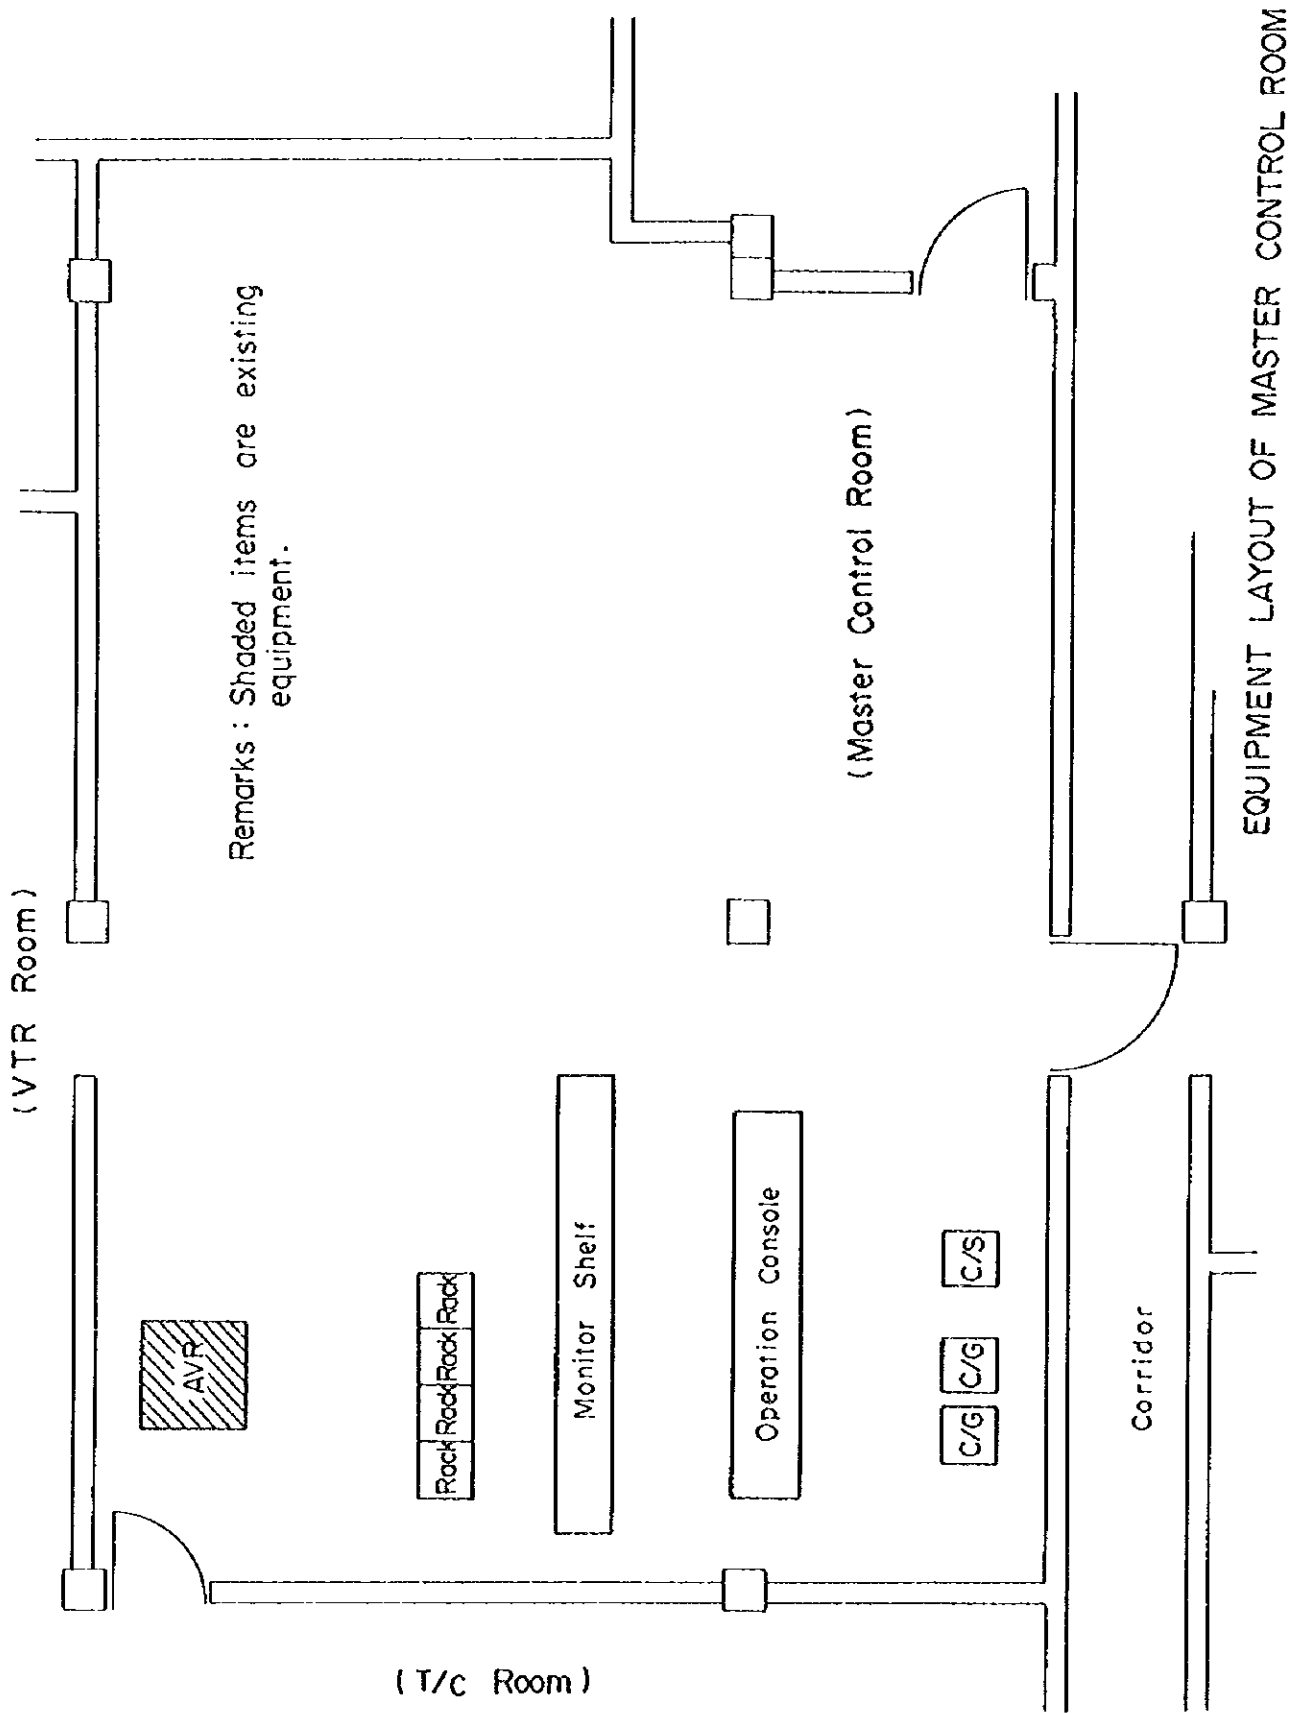 (VTR Room)
Remarks : Shaded items are existing
equipment.
AVR
Rack Rack Rack Rack
Monitor Shelf
(T/C Room)
Operation Console
(Master Control Room)
C/G C/G C/S
Corridor
EQUIPMENT LAYOUT OF MASTER CONTROL ROOM